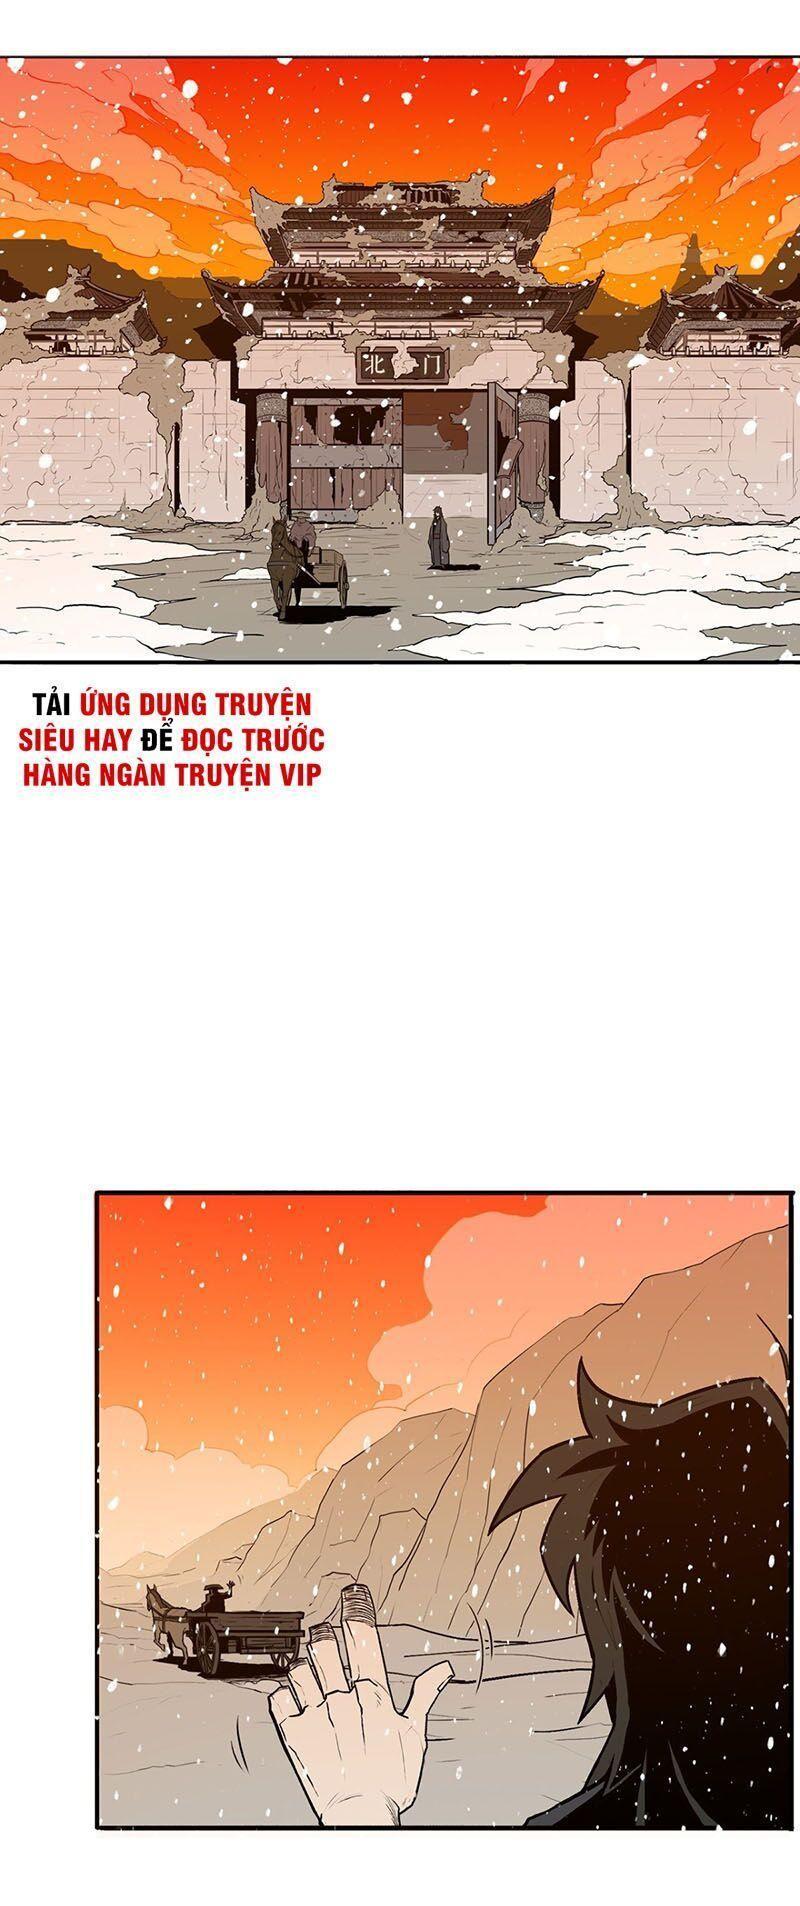 北 门
TẢI ỨNG DỤNG TRUYỆN
SIÊU HAY ĐỂ ĐỌC TRƯỚC
HÀNG NGÀN TRUYỆN VIP